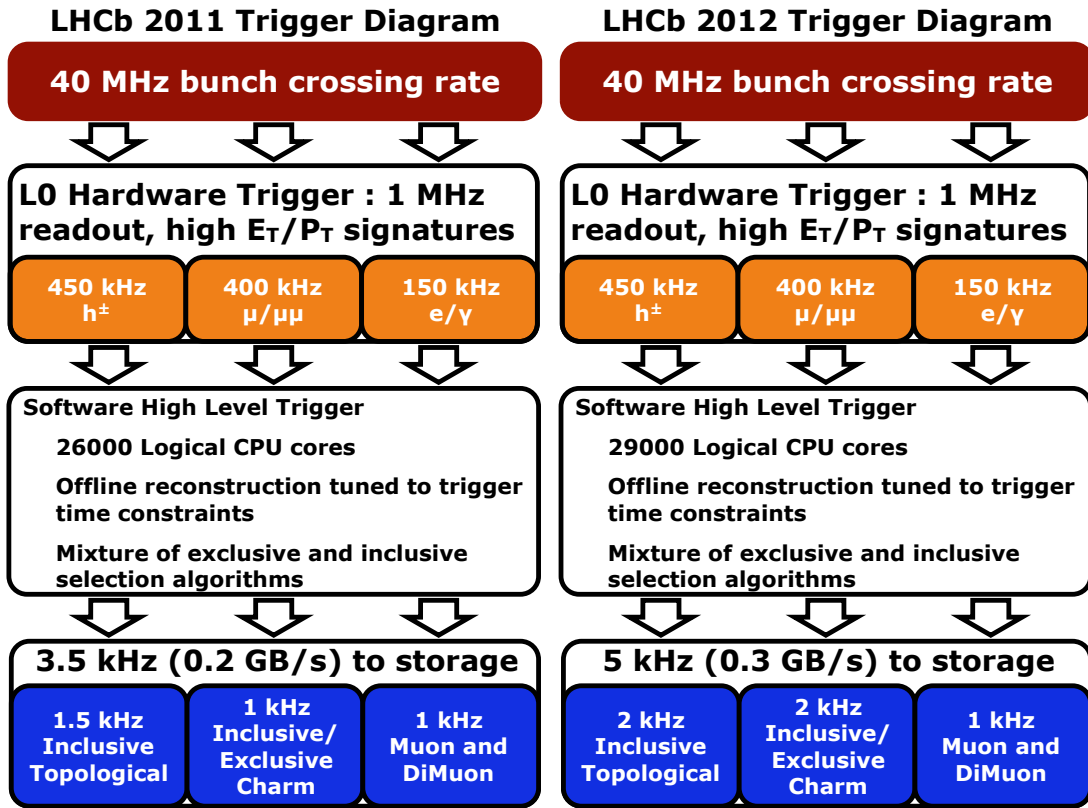 LHCb 2011 Trigger Diagram
40 MHz bunch crossing rate
L0 Hardware Trigger : 1 MHz
readout, high E_T/P_T signatures
450 kHz
h±
400 kHz
μ/μμ
150 kHz
e/γ
Software High Level Trigger
26000 Logical CPU cores
Offline reconstruction tuned to trigger
time constraints
Mixture of exclusive and inclusive
selection algorithms
3.5 kHz (0.2 GB/s) to storage
1.5 kHz
Inclusive
Topological
1 kHz
Inclusive/
Exclusive
Charm
1 kHz
Muon and
DiMuon
LHCb 2012 Trigger Diagram
40 MHz bunch crossing rate
L0 Hardware Trigger : 1 MHz
readout, high E_T/P_T signatures
450 kHz
h±
400 kHz
μ/μμ
150 kHz
e/γ
Software High Level Trigger
29000 Logical CPU cores
Offline reconstruction tuned to trigger
time constraints
Mixture of exclusive and inclusive
selection algorithms
5 kHz (0.3 GB/s) to storage
2 kHz
Inclusive
Topological
2 kHz
Inclusive/
Exclusive
Charm
1 kHz
Muon and
DiMuon